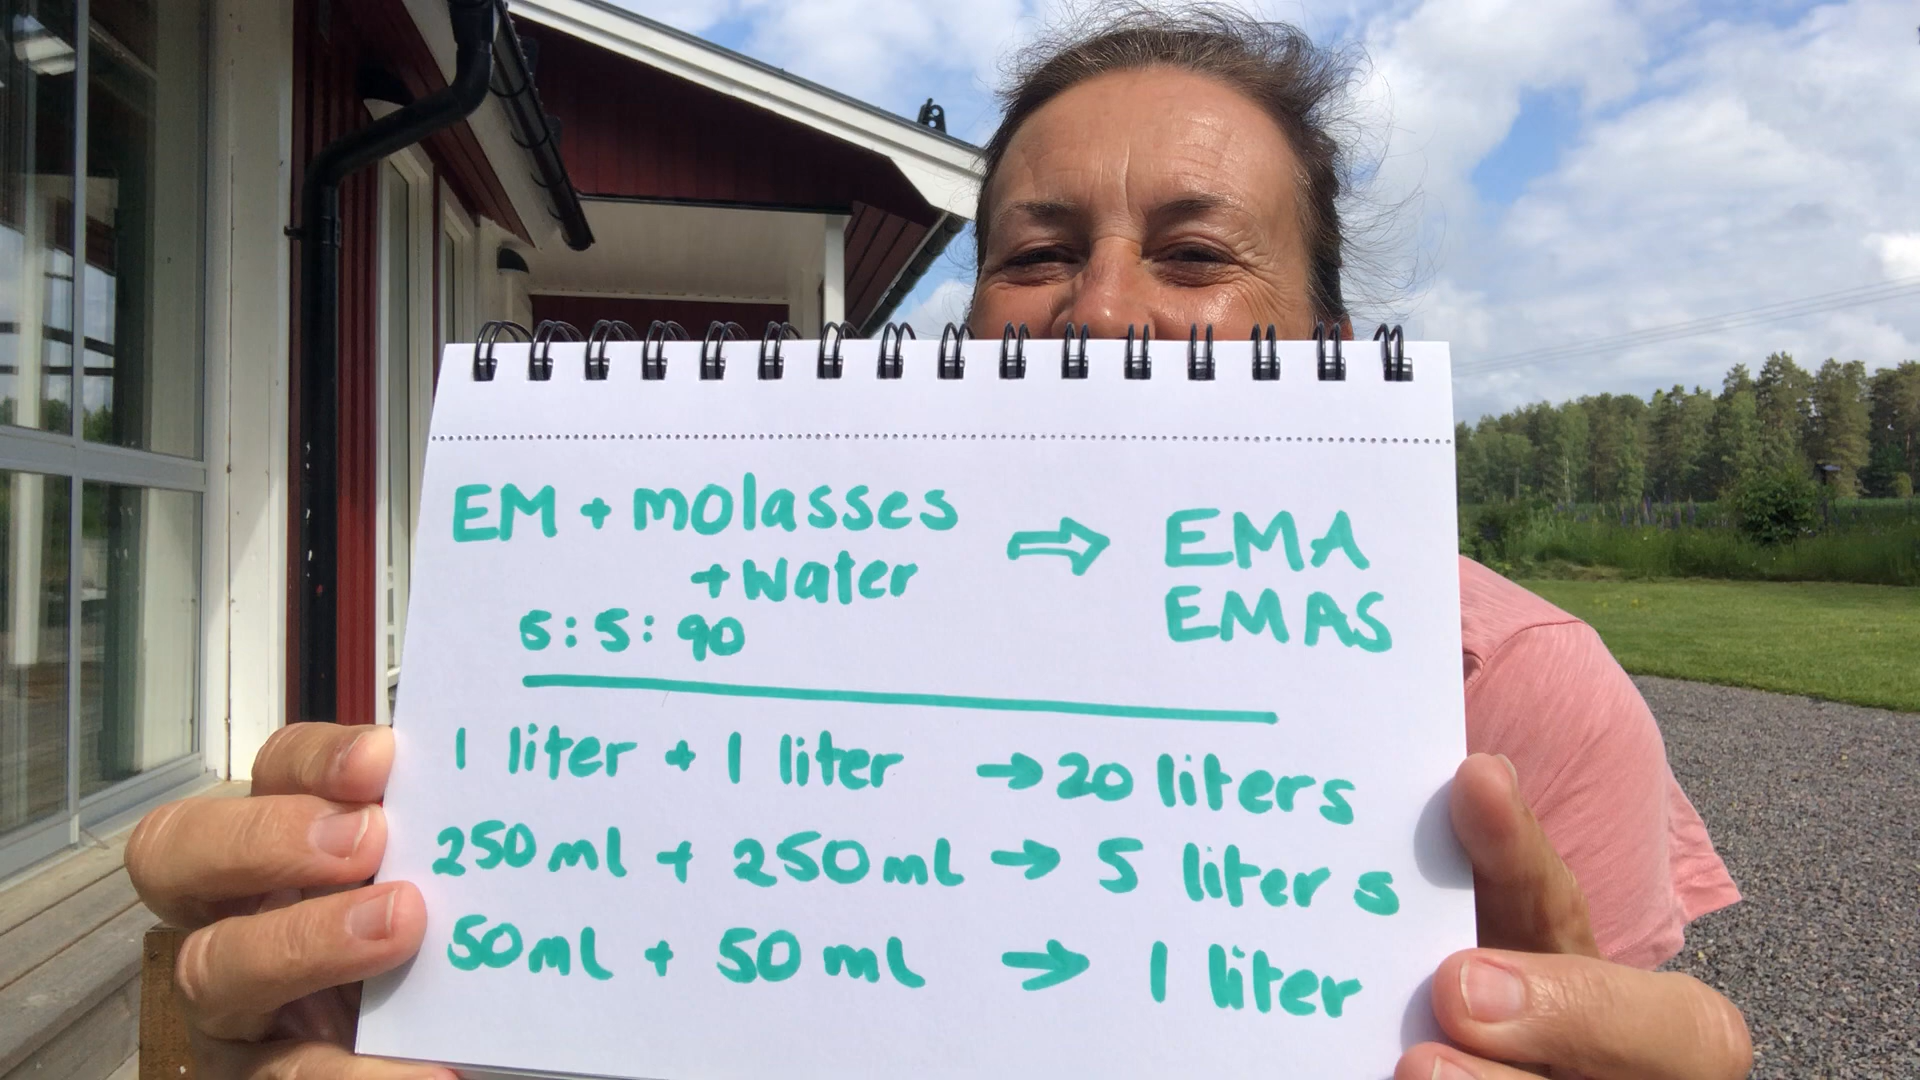 EM + molasses ⇨ EMA
+ water EMAS
5:5:90
1 liter + 1 liter → 20 liters
250 ml + 250 ml → 5 liters
50 ml + 50 ml → 1 liter